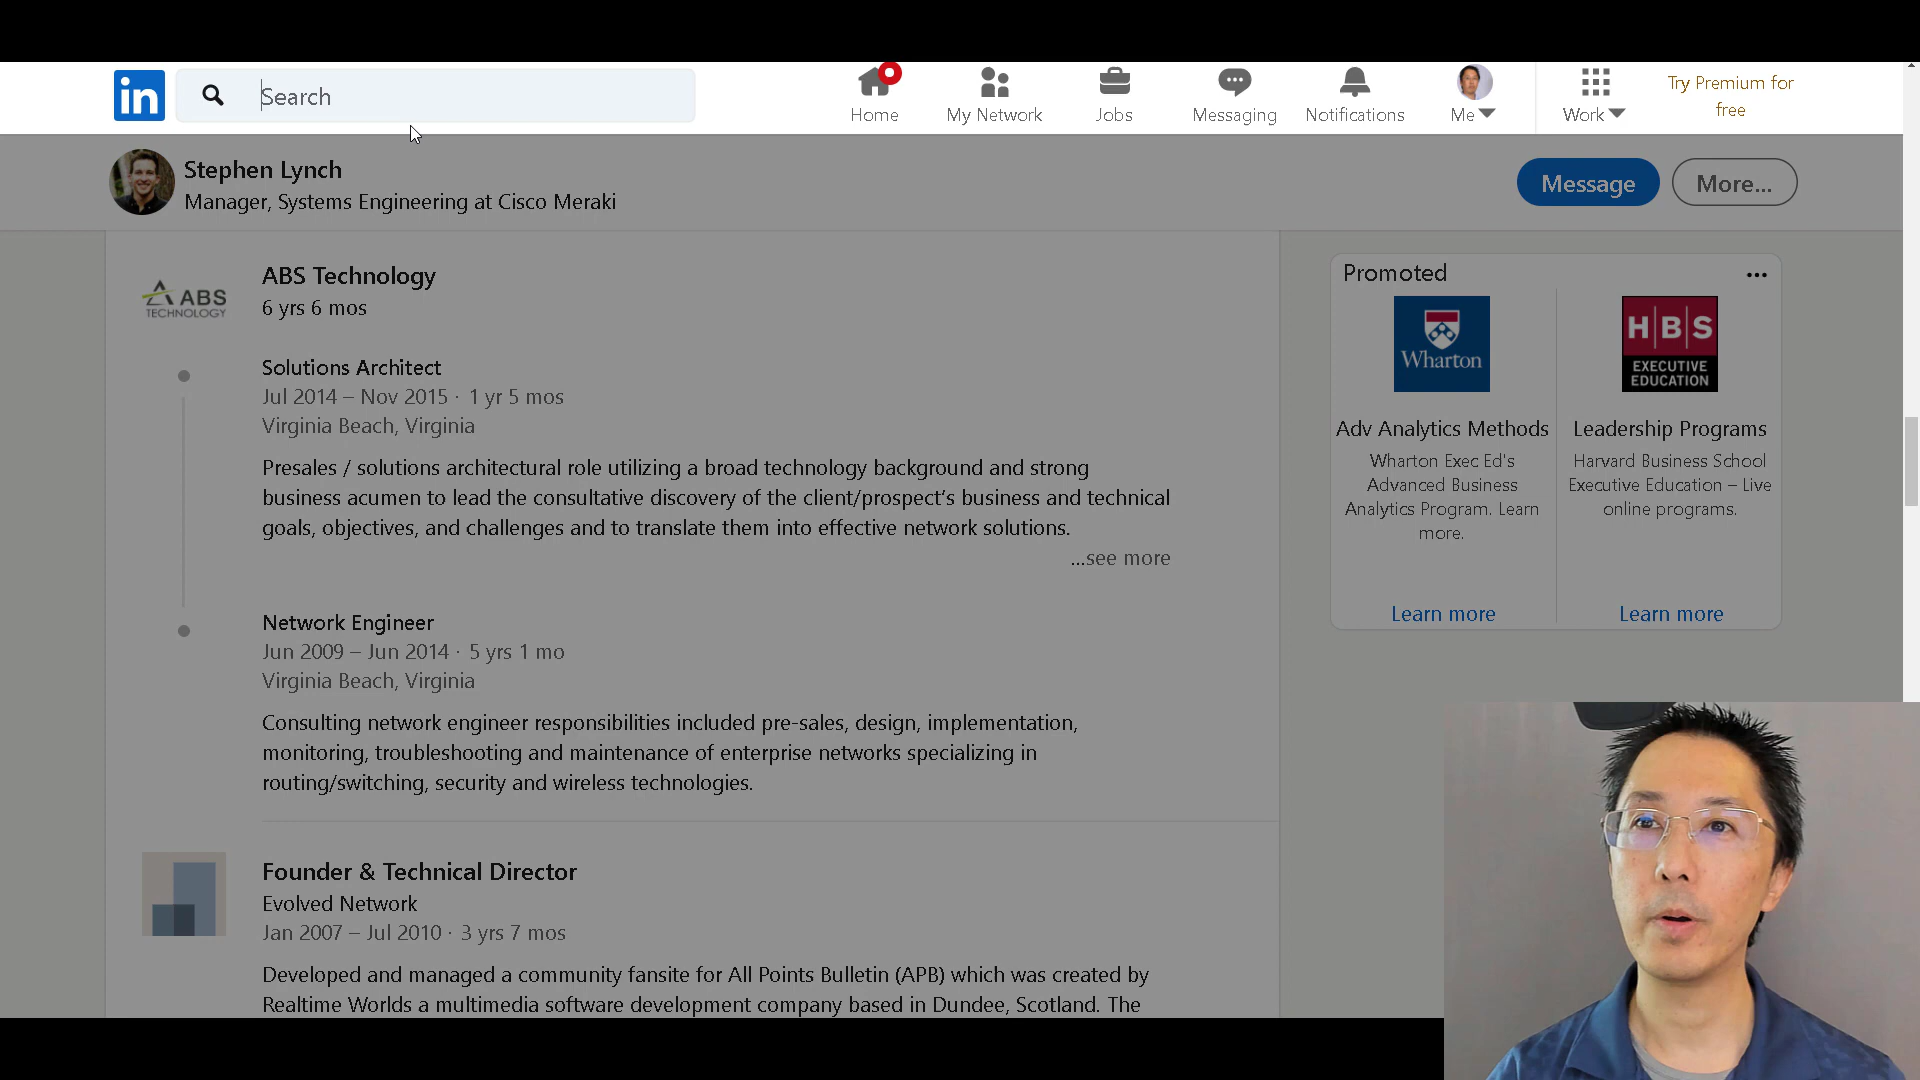 in
Search
Home
My Network
Jobs
Messaging
Notifications
Me
Work
Try Premium for
free
Stephen Lynch
Manager, Systems Engineering at Cisco Meraki
Message
More...
ABS
TECHNOLOGY
ABS Technology
6 yrs 6 mos
Solutions Architect
Jul 2014 – Nov 2015 · 1 yr 5 mos
Virginia Beach, Virginia
Presales / solutions architectural role utilizing a broad technology background and strong
business acumen to lead the consultative discovery of the client/prospect's business and technical
goals, objectives, and challenges and to translate them into effective network solutions.
...see more
Network Engineer
Jun 2009 – Jun 2014 · 5 yrs 1 mo
Virginia Beach, Virginia
Consulting network engineer responsibilities included pre-sales, design, implementation,
monitoring, troubleshooting and maintenance of enterprise networks specializing in
routing/switching, security and wireless technologies.
Founder & Technical Director
Evolved Network
Jan 2007 – Jul 2010 · 3 yrs 7 mos
Developed and managed a community fansite for All Points Bulletin (APB) which was created by
Realtime Worlds a multimedia software development company based in Dundee, Scotland. The
Promoted
Wharton
Adv Analytics Methods
Wharton Exec Ed's
Advanced Business
Analytics Program. Learn
more.
Learn more
H|B|S
EXECUTIVE
EDUCATION
Leadership Programs
Harvard Business School
Executive Education – Live
online programs.
Learn more